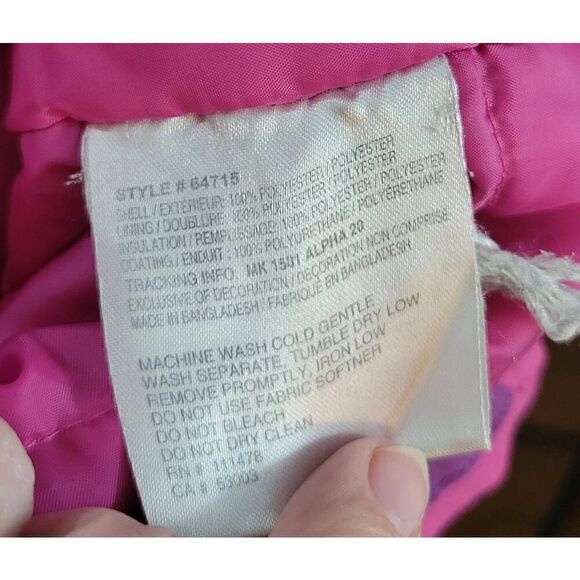 STYLE # 64715
SHELL / EXTERIEUR: 100% POLYESTER / POLYESTER
LINING / DOUBLURE: 100% POLYESTER / POLYESTER
INSULATION / REMPLISSAGE: 100% POLYESTER / POLYESTER
COATING / ENDUIT : 100% POLYURETHANE / POLYÉRETHANE
TRACKING INFO: MK 1501 ALPHA 20
EXCLUSIVE OF DECORATION / DECORATION NON COMPRISE
MADE IN BANGLADESH / FABRIQUÉ EN BANGLADESH
MACHINE WASH COLD GENTLE
WASH SEPARATE, TUMBLE DRY LOW
REMOVE PROMPTLY, IRON LOW
DO NOT USE FABRIC SOFTNER
DO NOT BLEACH
DO NOT DRY CLEAN
RN # 111478
CA # 53003